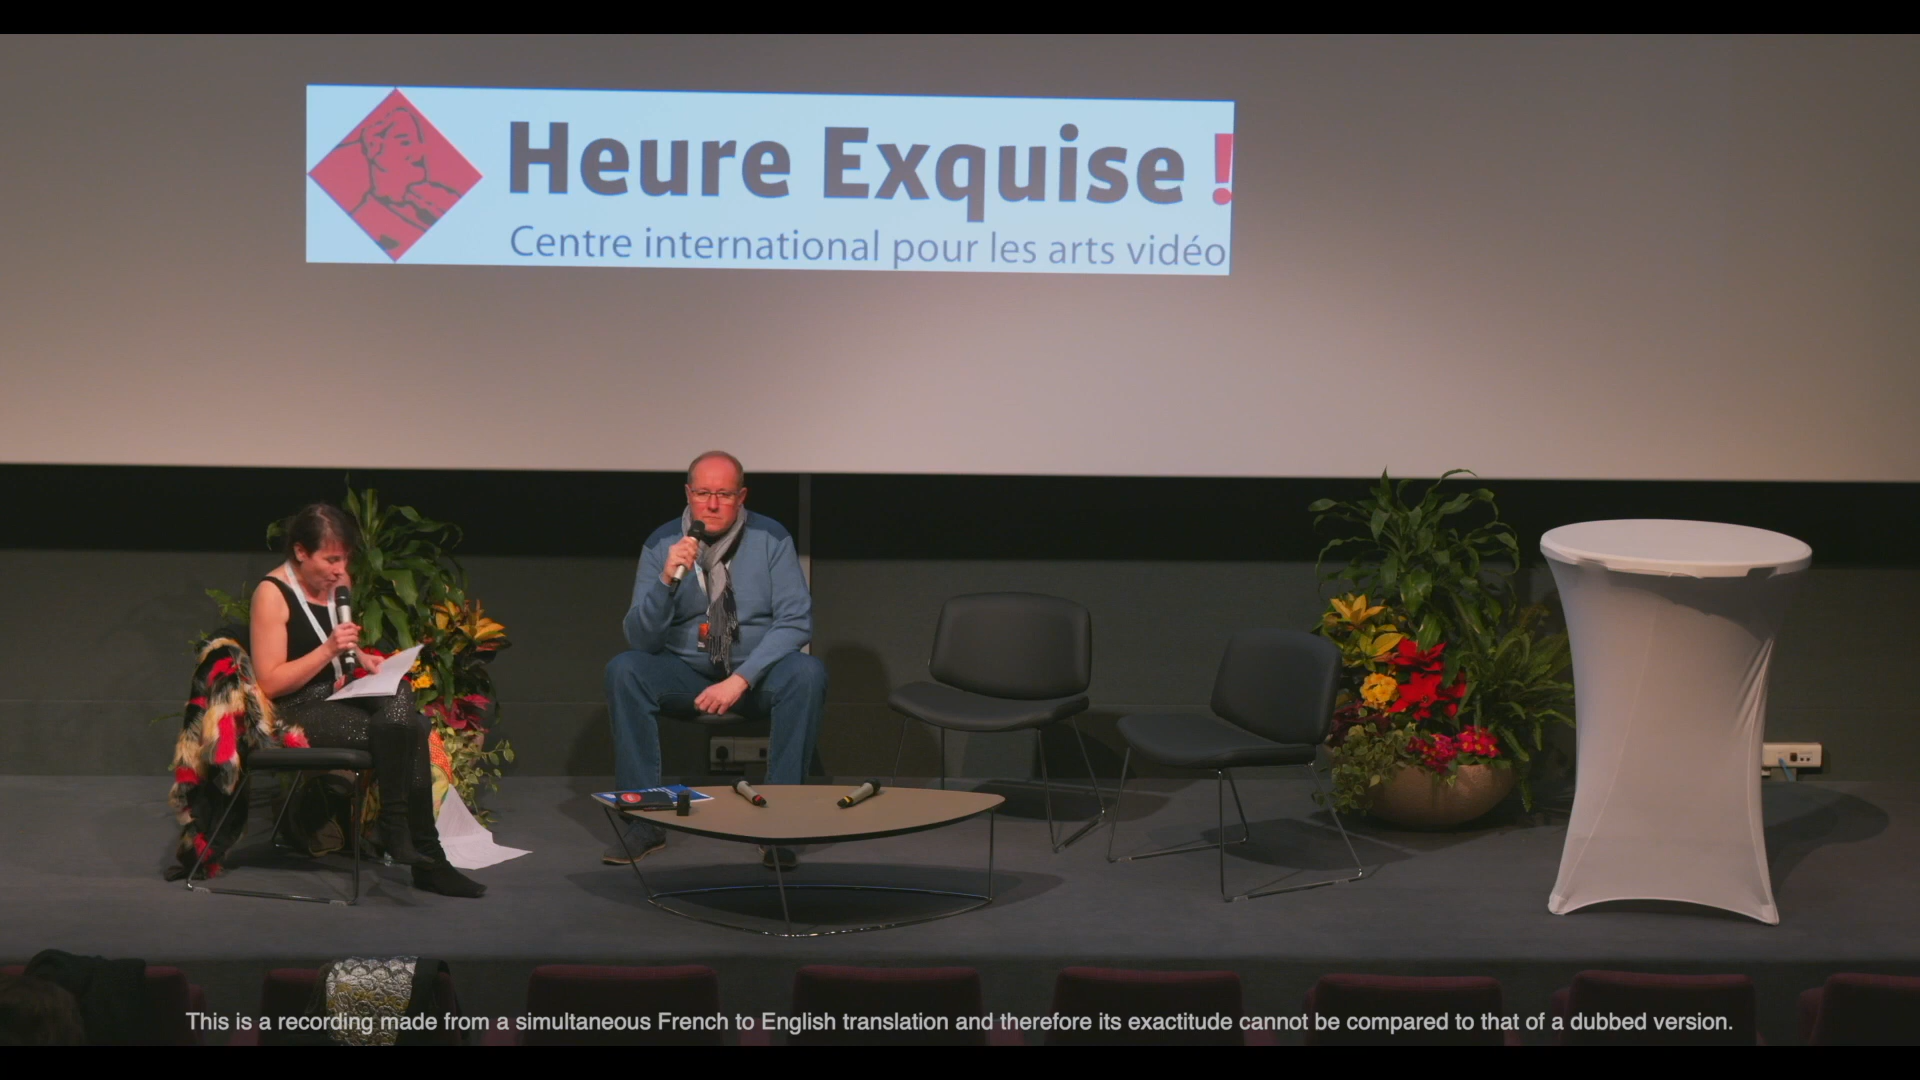 Heure Exquise !
Centre international pour les arts vidéo
This is a recording made from a simultaneous French to English translation and therefore its exactitude cannot be compared to that of a dubbed version.